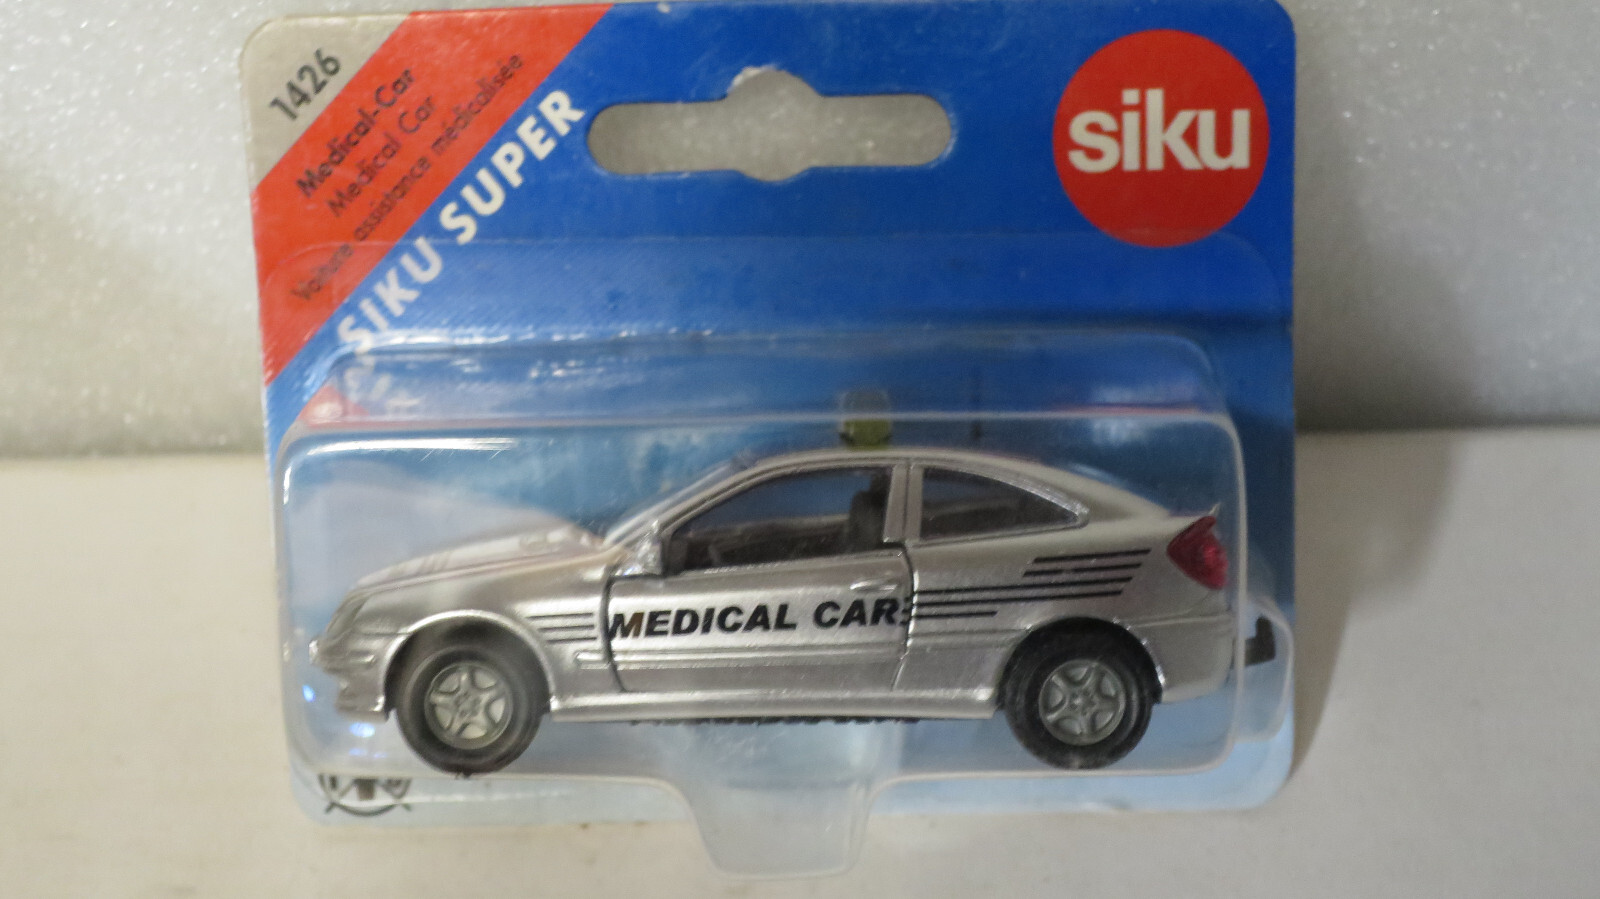 1426
Medical-Car
Medical Car
Voiture assistance médicalisée
SIKU SUPER
siku
MEDICAL CAR